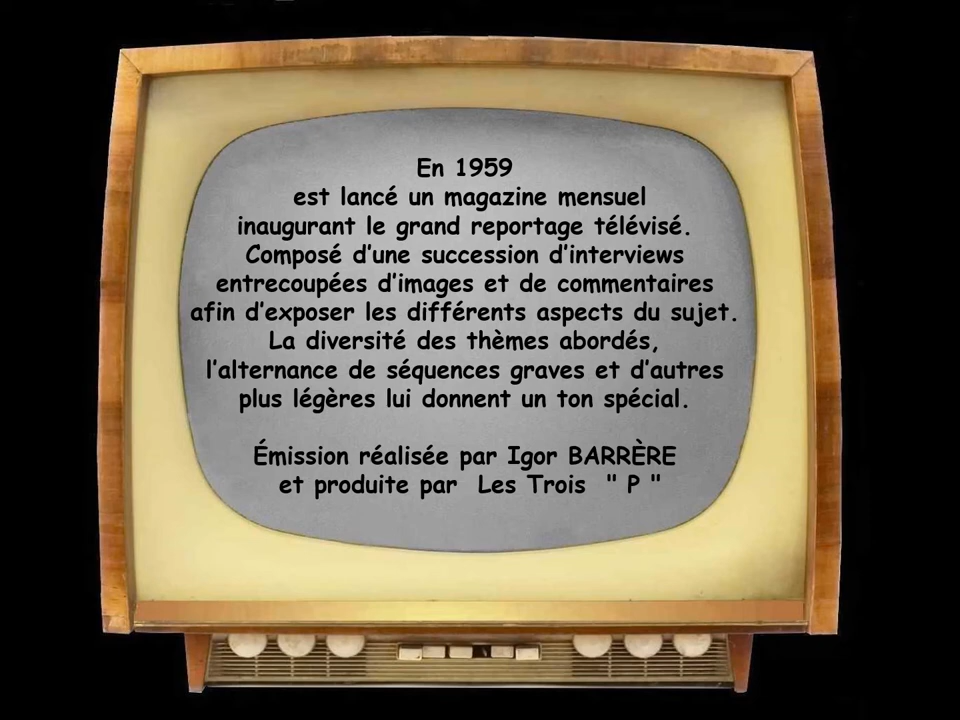 En 1959
est lancé un magazine mensuel
inaugurant le grand reportage télévisé.
Composé d’une succession d’interviews
entrecoupées d’images et de commentaires
afin d’exposer les différents aspects du sujet.
La diversité des thèmes abordés,
l’alternance de séquences graves et d’autres
plus légères lui donnent un ton spécial.
Émission réalisée par Igor BARRÈRE
et produite par Les Trois " P "